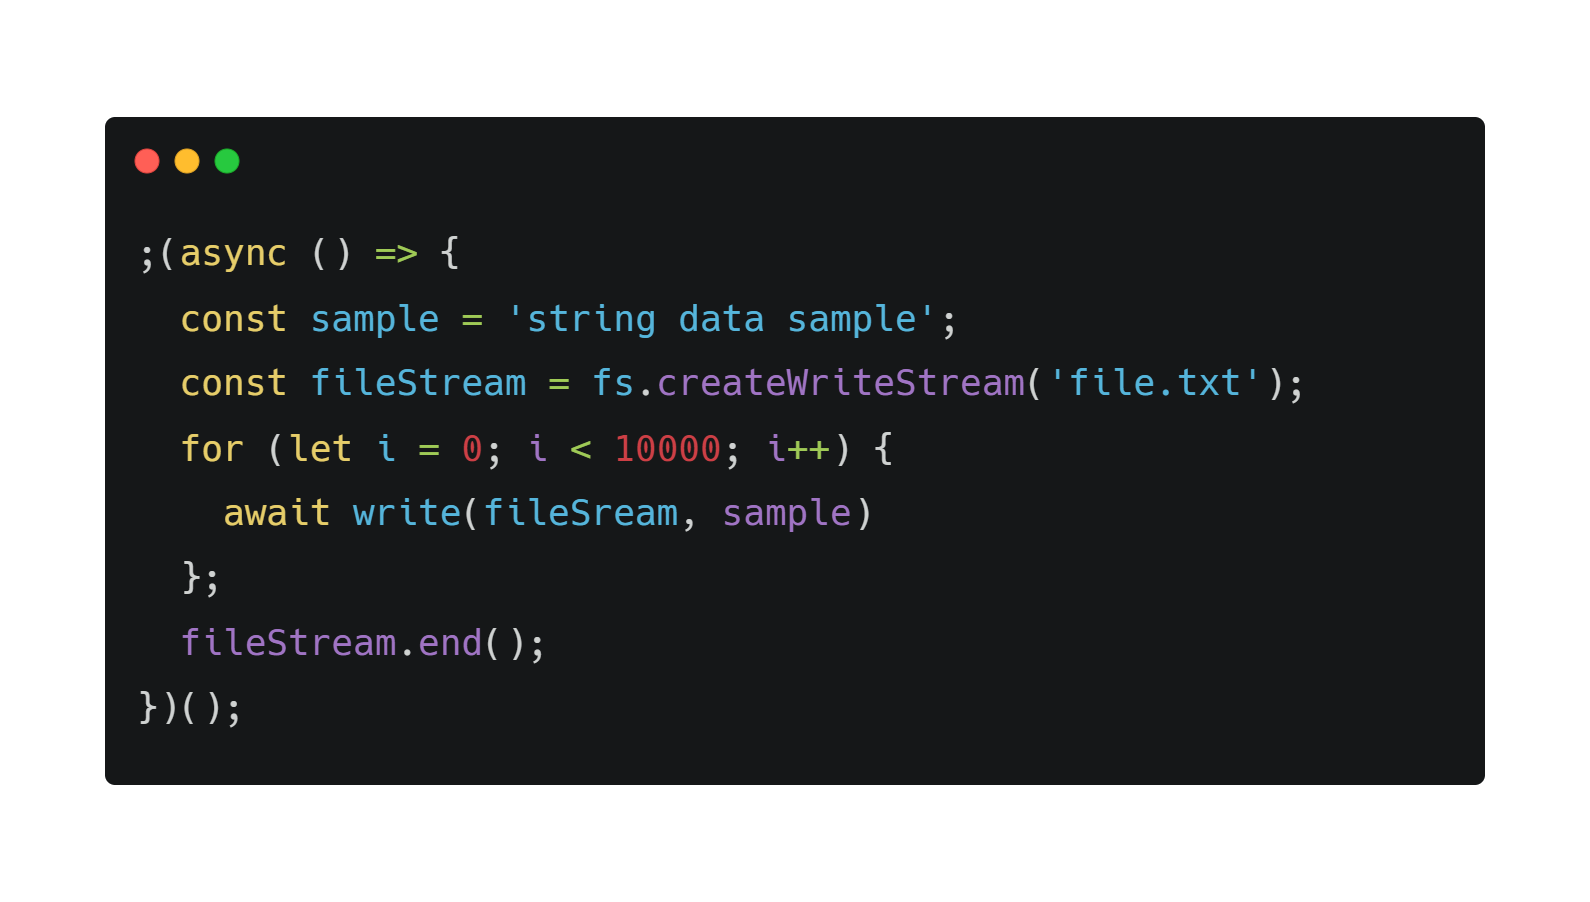 ;(async () => {
  const sample = 'string data sample';
  const fileStream = fs.createWriteStream('file.txt');
  for (let i = 0; i < 10000; i++) {
    await write(fileSream, sample)
  };
  fileStream.end();
})();